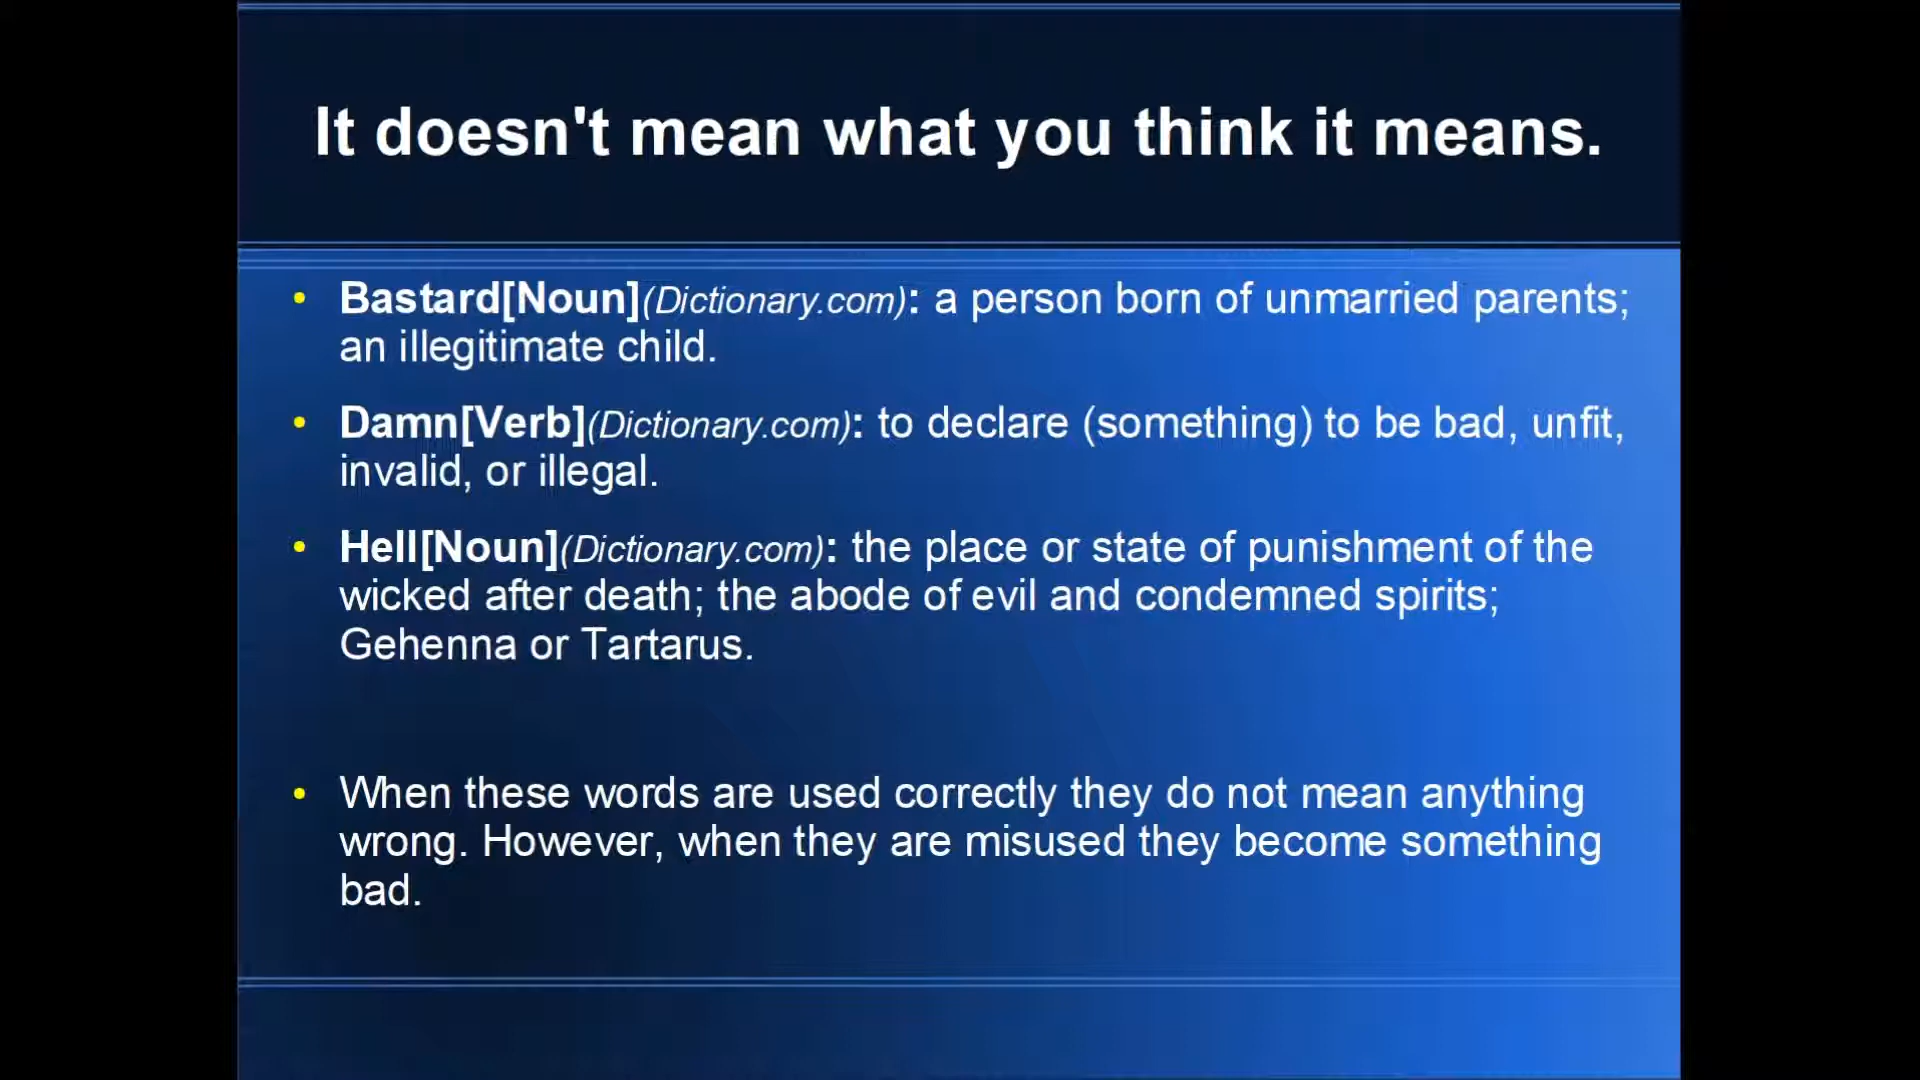 It doesn't mean what you think it means.
• Bastard[Noun](Dictionary.com): a person born of unmarried parents;
an illegitimate child.
• Damn[Verb](Dictionary.com): to declare (something) to be bad, unfit,
invalid, or illegal.
• Hell[Noun](Dictionary.com): the place or state of punishment of the
wicked after death; the abode of evil and condemned spirits;
Gehenna or Tartarus.
• When these words are used correctly they do not mean anything
wrong. However, when they are misused they become something
bad.